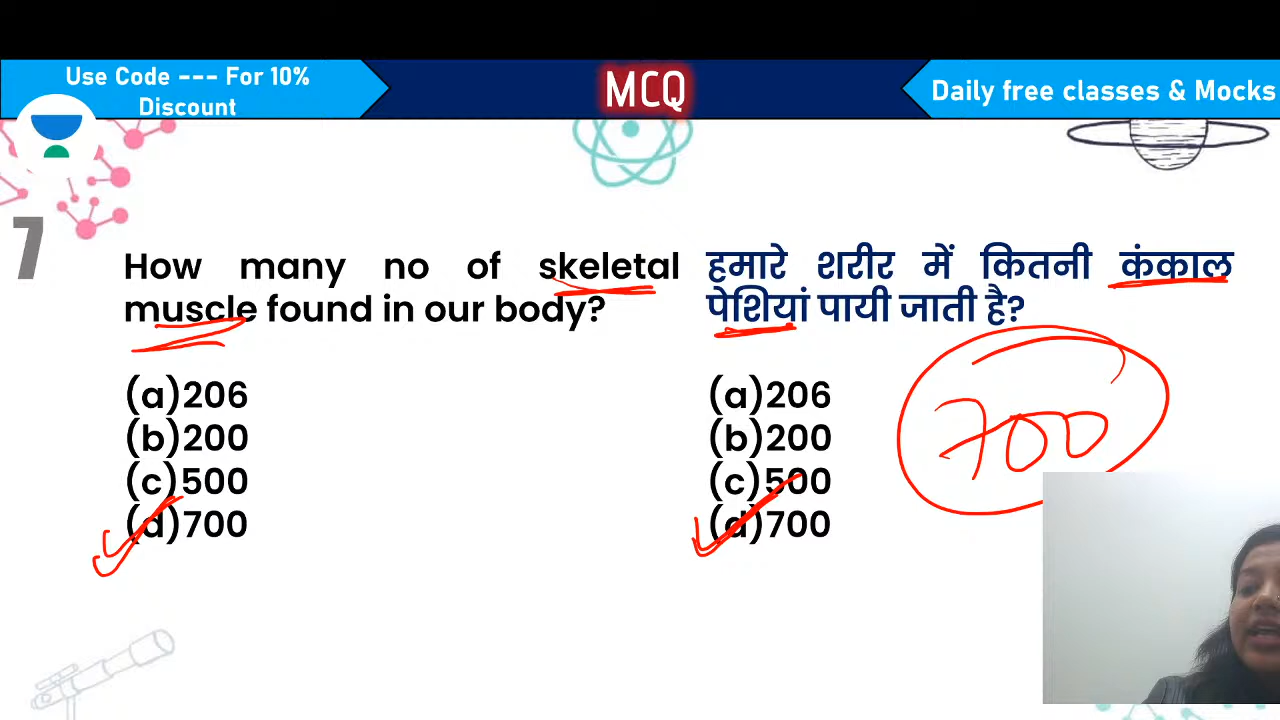 Use Code --- For 10%
Discount
MCQ
Daily free classes & Mocks
7
How many no of skeletal
muscle found in our body?
(a)206
(b)200
(c)500
(d)700
हमारे शरीर में कितनी कंकाल
पेशियां पायी जाती है?
(a)206
(b)200
(c)500
(d)700
700